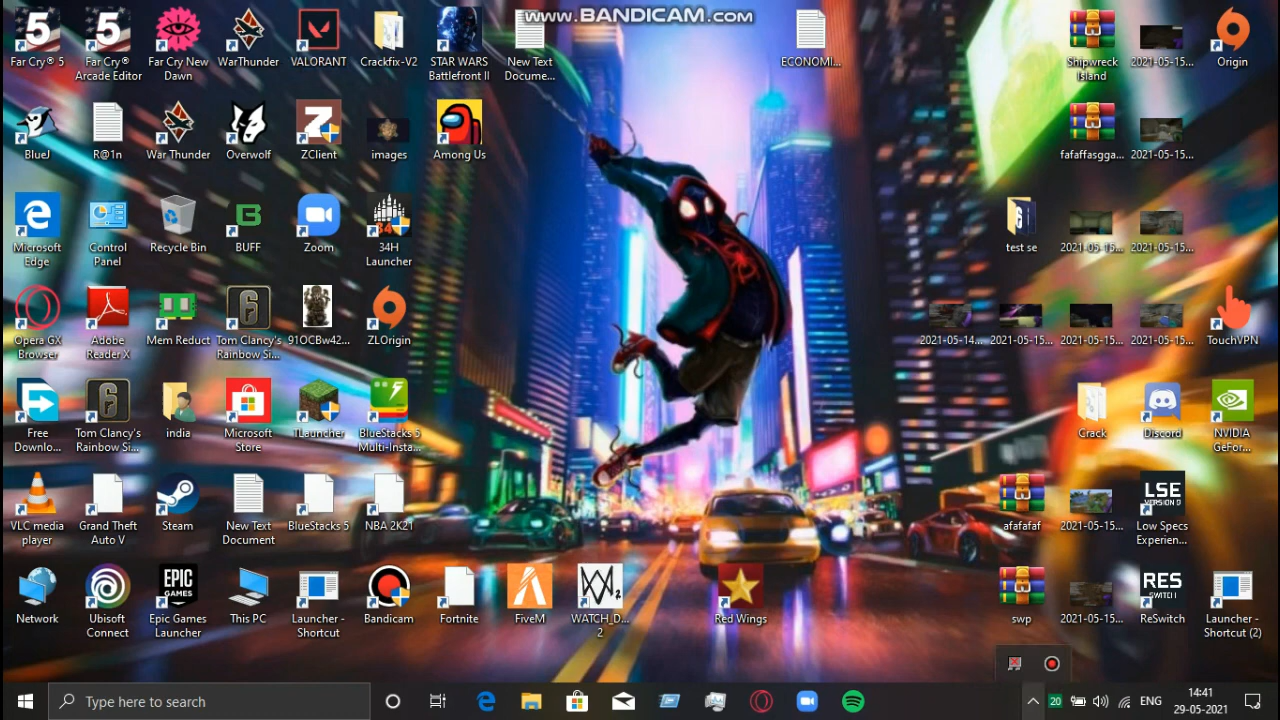 www.BANDICAM.com
Far Cry® 5
Far Cry®
Arcade Editor
Far Cry New
Dawn
WarThunder
VALORANT
Crackfix-V2
STAR WARS
Battlefront II
New Text
Docume...
ECONOMI...
Shipwreck
Island
2021-05-15...
Origin
BlueJ
R@1n
War Thunder
Overwolf
ZClient
images
Among Us
fafaffasgga...
2021-05-15...
Microsoft
Edge
Control
Panel
Recycle Bin
BUFF
Zoom
34H
Launcher
test se
2021-05-15...
2021-05-15...
Opera GX
Browser
Adobe
Reader X
Mem Reduct
Tom Clancy's
Rainbow Si...
91OCBw42...
ZLOrigin
2021-05-14...
2021-05-15...
2021-05-15...
2021-05-15...
TouchVPN
Free
Downlo...
Tom Clancy's
Rainbow Si...
india
Microsoft
Store
TLauncher
BlueStacks 5
Multi-Insta...
Crack
Discord
NVIDIA
GeFor...
VLC media
player
Grand Theft
Auto V
Steam
New Text
Document
BlueStacks 5
NBA 2K21
afafafaf
2021-05-15...
LSE
VERSION 9
Low Specs
Experien...
Network
Ubisoft
Connect
EPIC
GAMES
Epic Games
Launcher
This PC
Launcher -
Shortcut
Bandicam
Fortnite
FiveM
WATCH_D...
2
Red Wings
swp
2021-05-15...
RES
SWITCH
ReSwitch
Launcher -
Shortcut (2)
Type here to search
20
ENG
14:41
29-05-2021